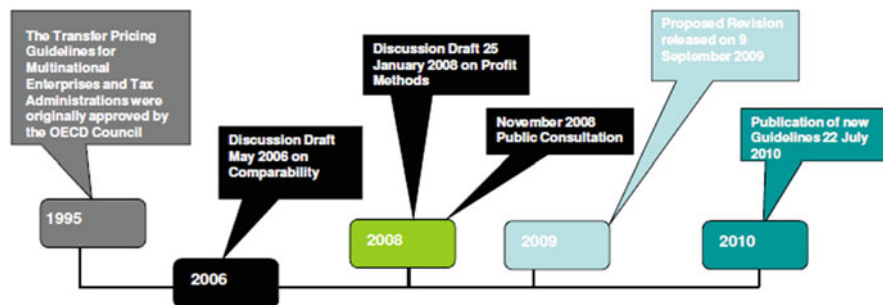 The Transfer Pricing
Guidelines for
Multinational
Enterprises and Tax
Administrations were
originally approved by
the OECD Council
Discussion Draft
May 2006 on
Comparability
Discussion Draft 25
January 2008 on Profit
Methods
November 2008
Public Consultation
Proposed Revision
released on 9
September 2009
Publication of new
Guidelines 22 July
2010
1995
2006
2008
2009
2010